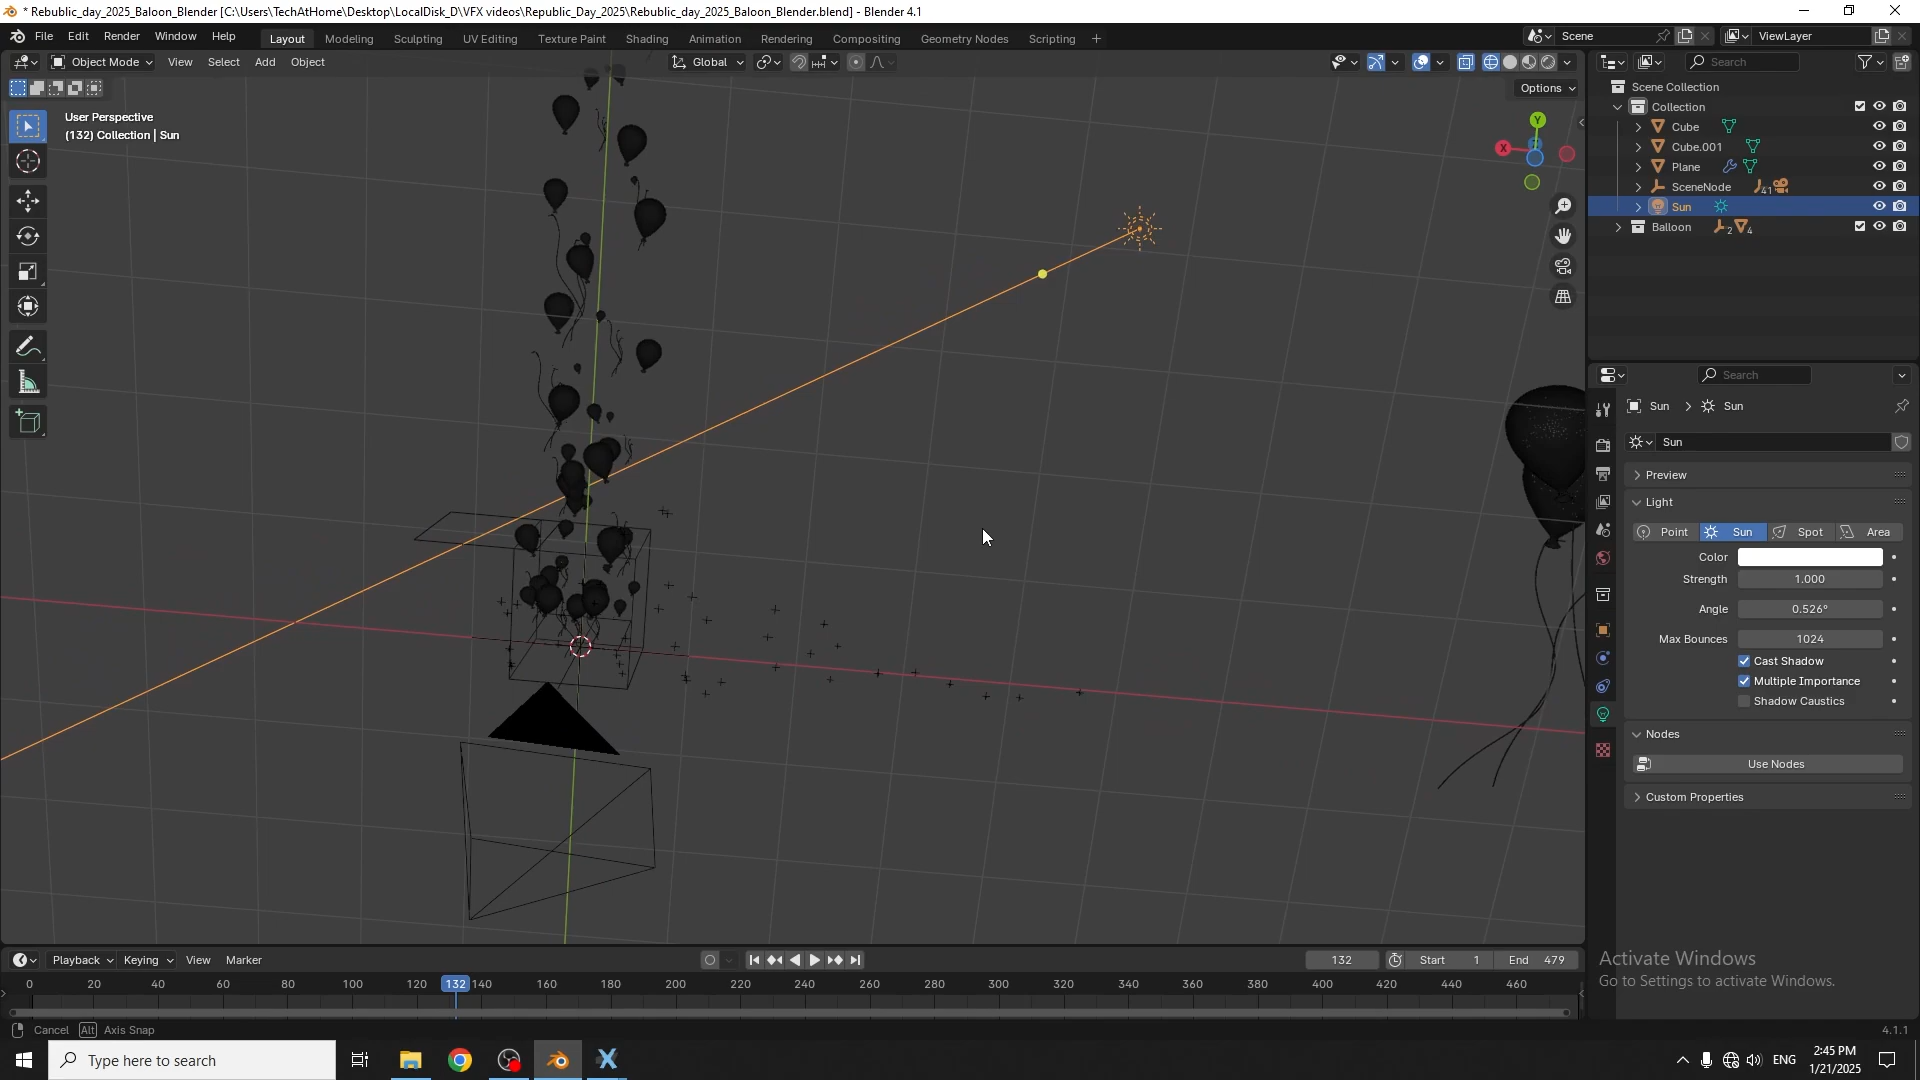 * Rebublic_day_2025_Baloon_Blender [C:\Users\TechAtHome\Desktop\LocalDisk_D\VFX videos\Republic_Day_2025\Rebublic_day_2025_Baloon_Blender.blend] - Blender 4.1
File Edit Render Window Help Layout Modeling Sculpting UV Editing Texture Paint Shading Animation Rendering Compositing Geometry Nodes Scripting + Scene ViewLayer
Object Mode View Select Add Object Global Search
Options
User Perspective
(132) Collection | Sun
Y
X
Scene Collection
Collection
Cube
Cube.001
Plane
SceneNode 41
Sun
Balloon 2 4
Search
Sun > Sun
Sun
Preview
Light
Point Sun Spot Area
Color
Strength 1.000
Angle 0.526°
Max Bounces 1024
Cast Shadow
Multiple Importance
Shadow Caustics
Nodes
Use Nodes
Custom Properties
Activate Windows
Go to Settings to activate Windows.
Playback Keying View Marker 132 Start 1 End 479
0 20 40 60 80 100 120 132 140 160 180 200 220 240 260 280 300 320 340 360 380 400 420 440 460
Cancel Alt Axis Snap 4.1.1
Type here to search ENG 2:45 PM
1/21/2025